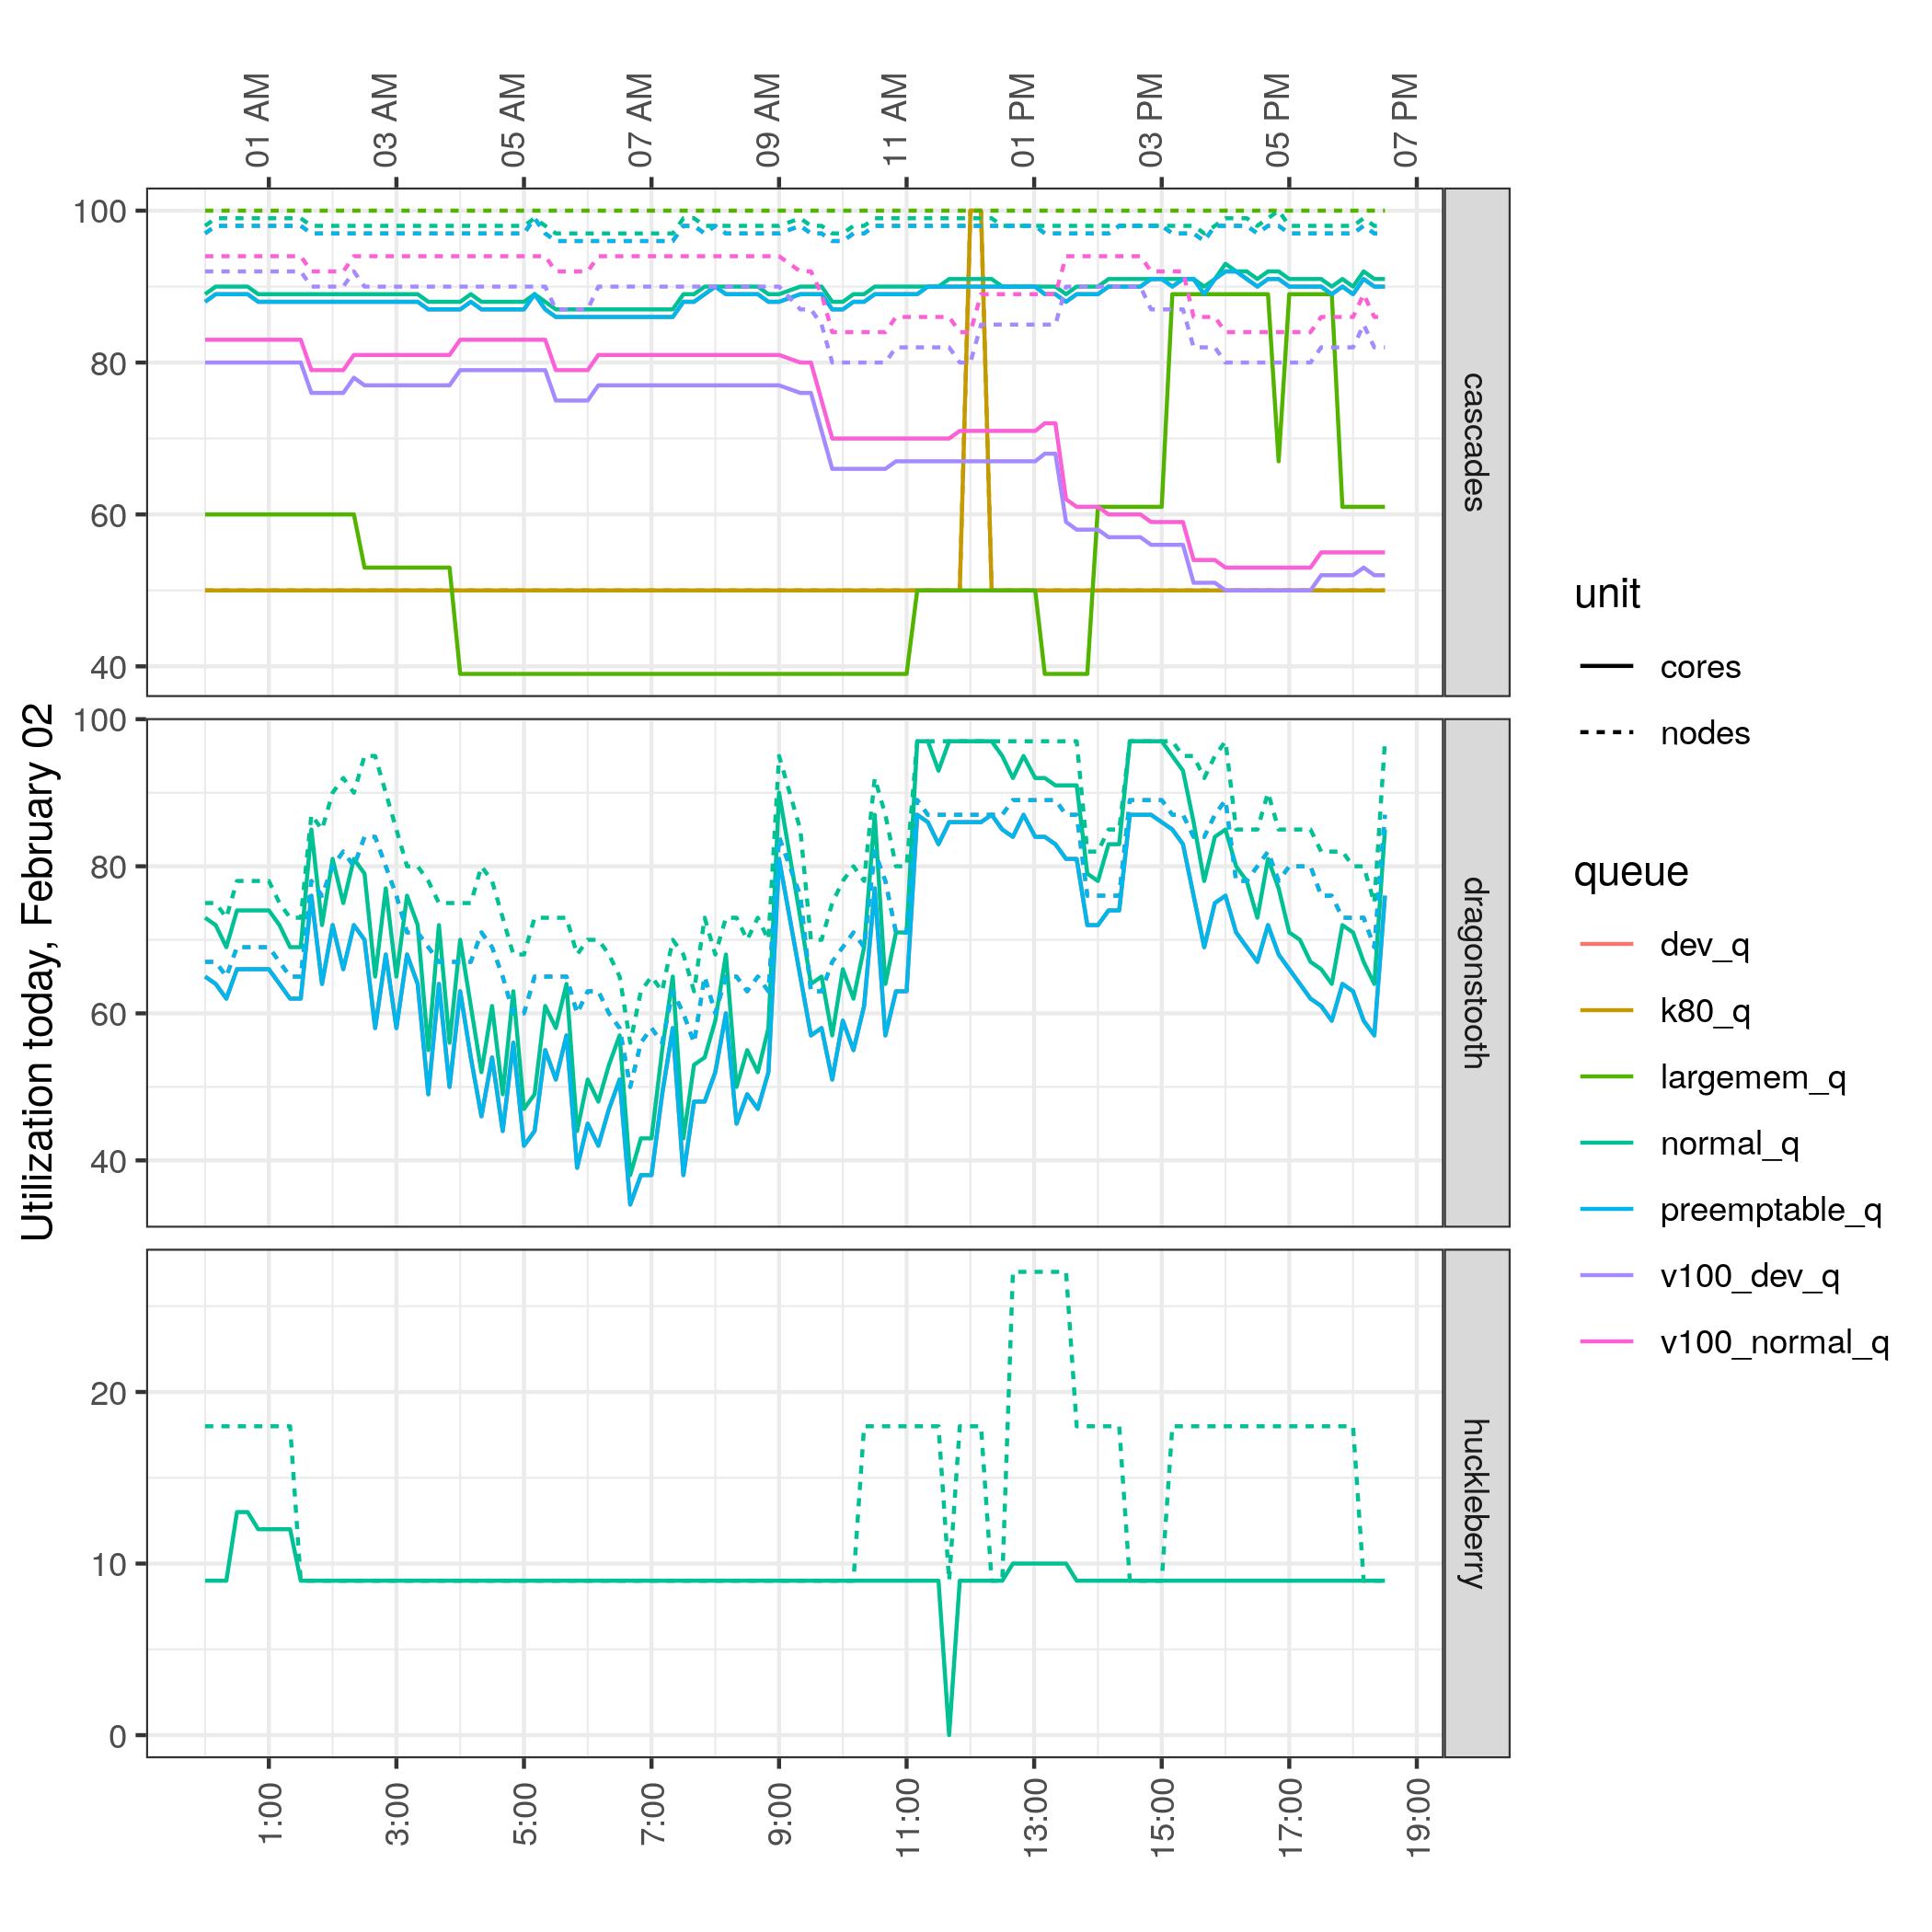 01 AM
03 AM
05 AM
07 AM
09 AM
11 AM
01 PM
03 PM
05 PM
07 PM
Utilization today, February 02
100
80
60
40
cascades
100
80
60
40
dragonstooth
20
10
0
huckleberry
1:00
3:00
5:00
7:00
9:00
11:00
13:00
15:00
17:00
19:00
unit
cores
nodes
queue
dev_q
k80_q
largemem_q
normal_q
preemptable_q
v100_dev_q
v100_normal_q